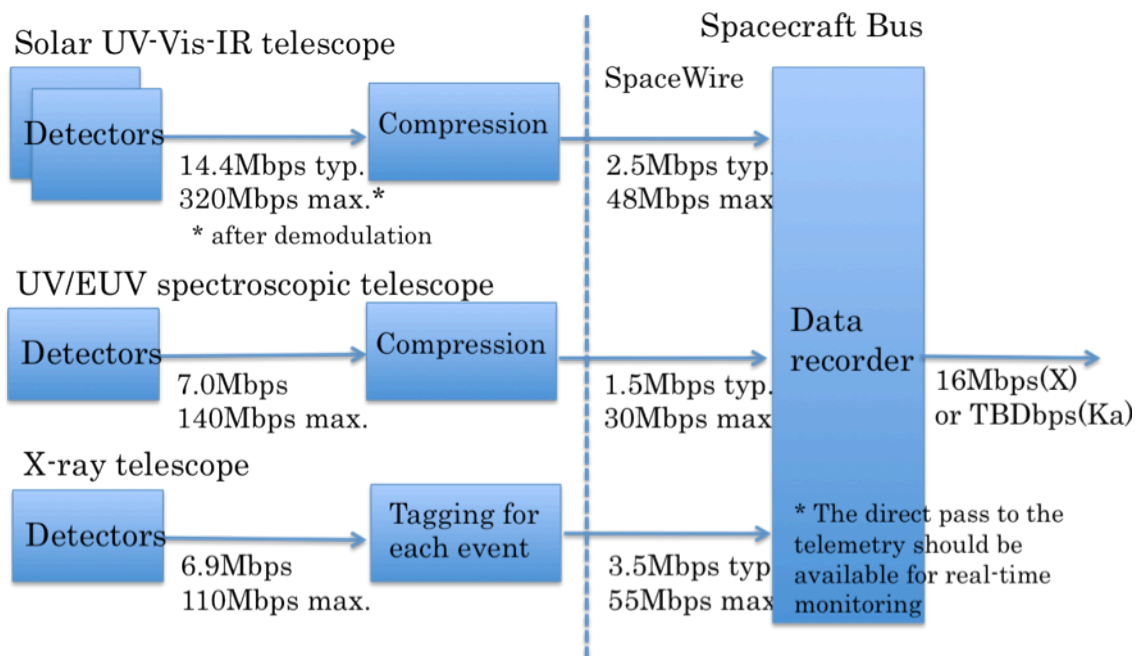 Spacecraft Bus
Solar UV-Vis-IR telescope
SpaceWire
Detectors
Compression
14.4Mbps typ.
320Mbps max.*
* after demodulation
2.5Mbps typ.
48Mbps max
UV/EUV spectroscopic telescope
Detectors
Compression
7.0Mbps
140Mbps max.
1.5Mbps typ.
30Mbps max
Data
recorder
16Mbps(X)
or TBDbps(Ka)
X-ray telescope
Detectors
Tagging for
each event
6.9Mbps
110Mbps max.
3.5Mbps typ
55Mbps max
* The direct pass to the
telemetry should be
available for real-time
monitoring